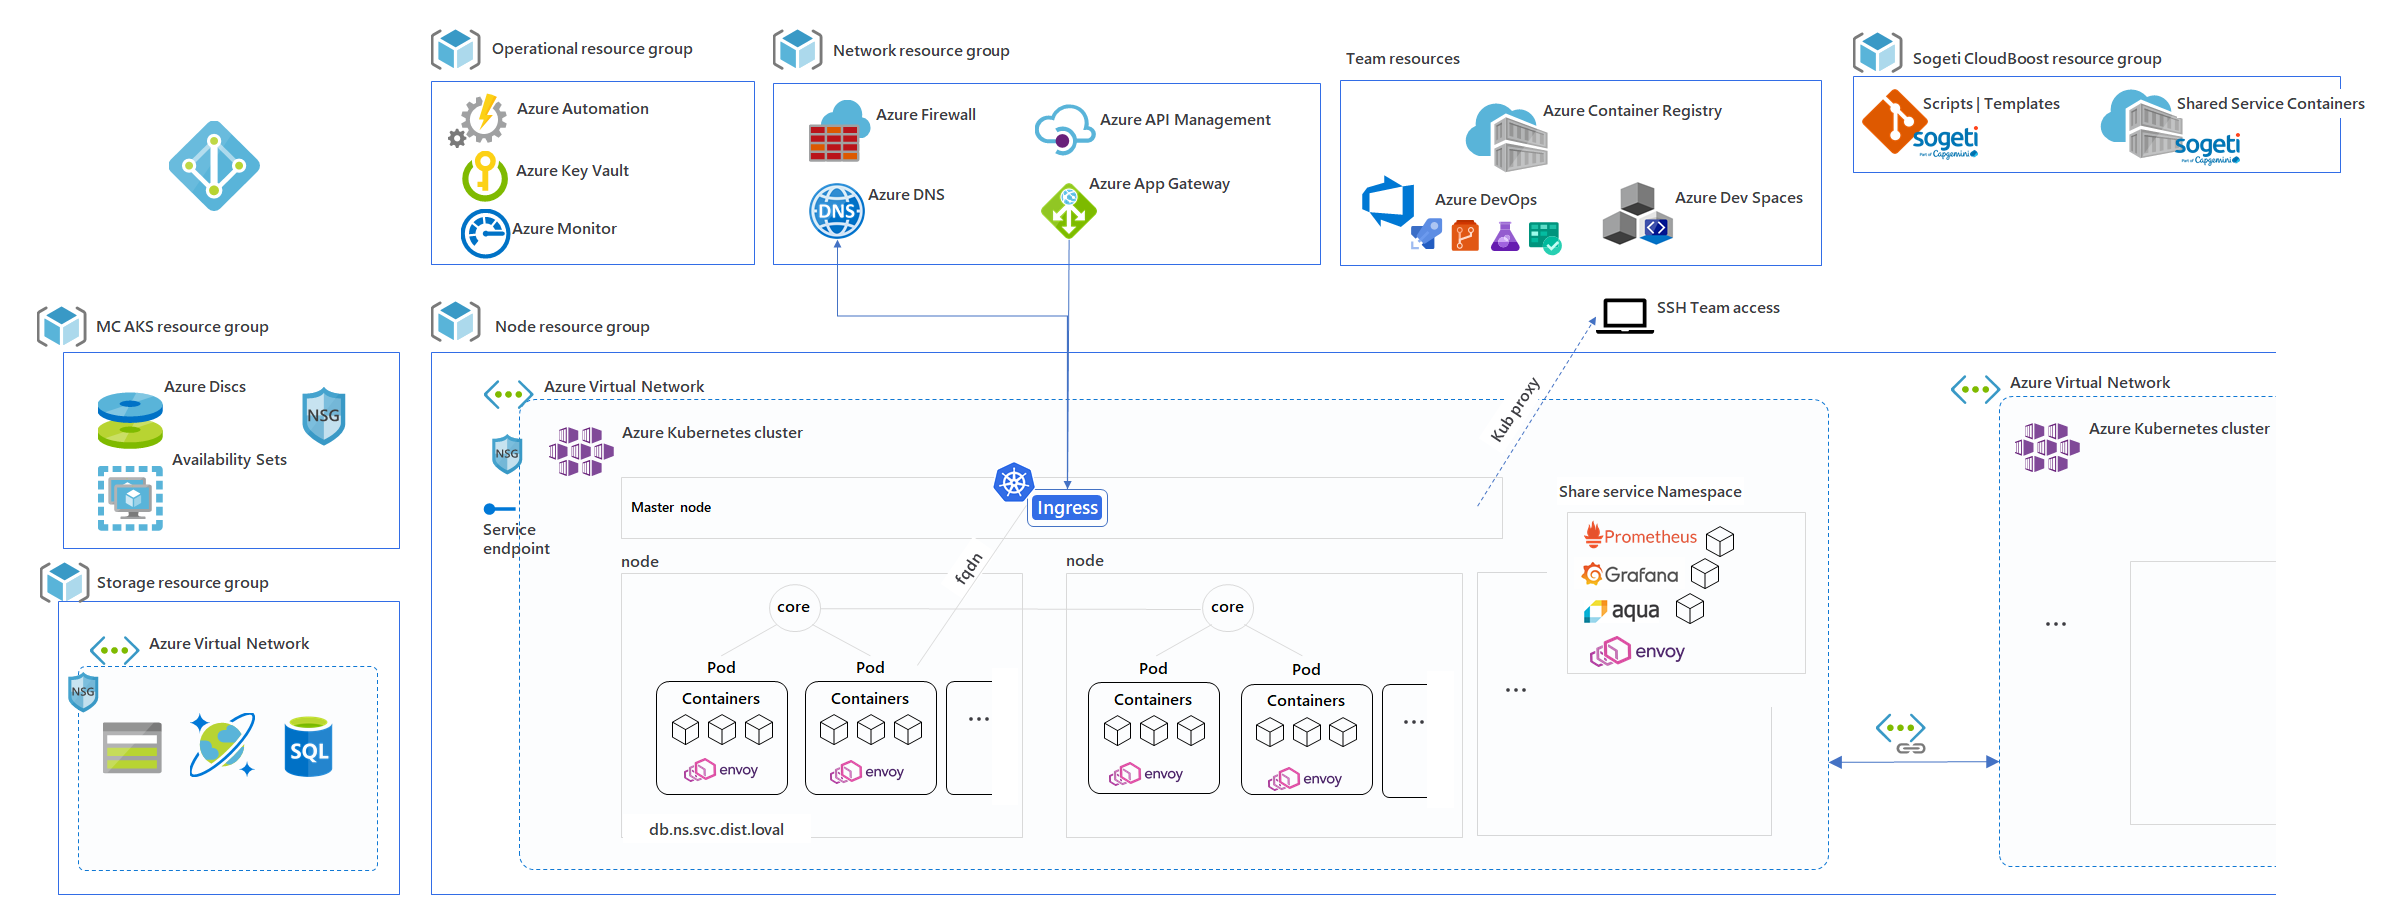 Operational resource group
Azure Automation
Azure Key Vault
Azure Monitor
Network resource group
Azure Firewall
Azure API Management
DNS
Azure DNS
Azure App Gateway
Team resources
Azure Container Registry
Azure DevOps
Azure Dev Spaces
Sogeti CloudBoost resource group
Scripts | Templates
sogeti
Part of Capgemini
Shared Service Containers
sogeti
Part of Capgemini
MC AKS resource group
Azure Discs
NSG
Availability Sets
Storage resource group
Azure Virtual Network
NSG
SQL
Node resource group
SSH Team access
Kub proxy
Azure Virtual Network
NSG
Azure Kubernetes cluster
Service
endpoint
Master node
Ingress
fqdn
node
core
Pod
Containers
envoy
Pod
Containers
envoy
...
db.ns.svc.dist.loval
node
core
Pod
Containers
envoy
Pod
Containers
envoy
...
...
Share service Namespace
Prometheus
Grafana
aqua
envoy
Azure Virtual Network
Azure Kubernetes cluster
...